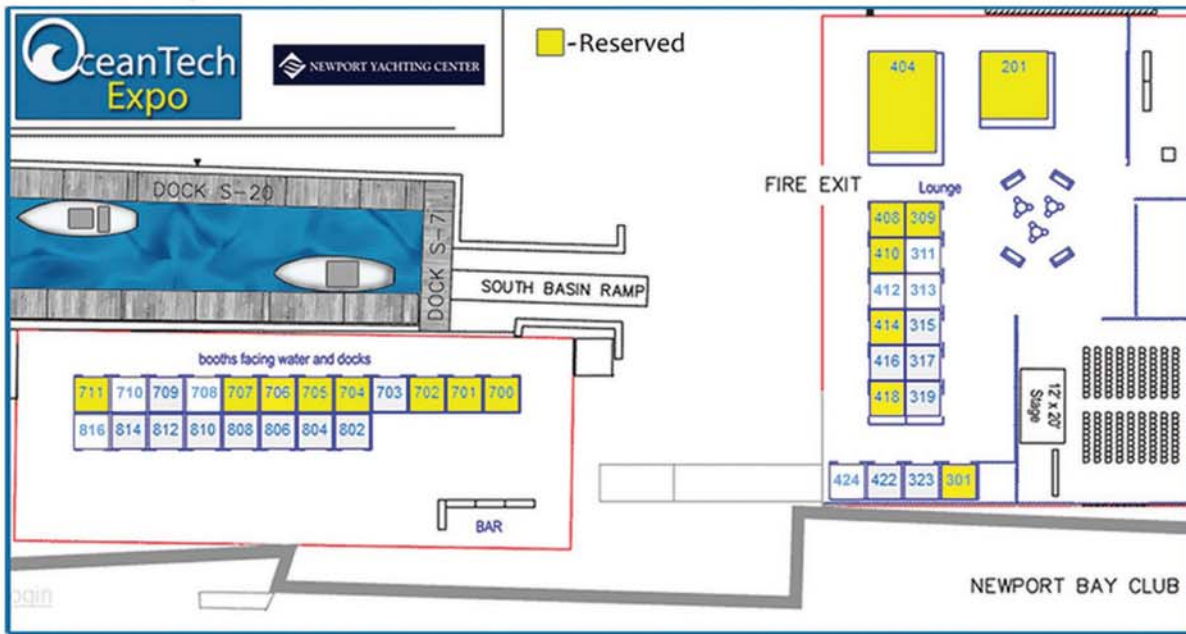 OceanTech
Expo
NEWPORT YACHTING CENTER
-Reserved
404
201
DOCK S-20
DOCK S-7
FIRE EXIT
Lounge
408 309
410 311
412 313
414 315
416 317
418 319
SOUTH BASIN RAMP
booths facing water and docks
711 710 709 708 707 706 705 704 703 702 701 700
816 814 812 810 808 806 804 802
12' x 20'
Stage
424 422 323 301
BAR
NEWPORT BAY CLUB